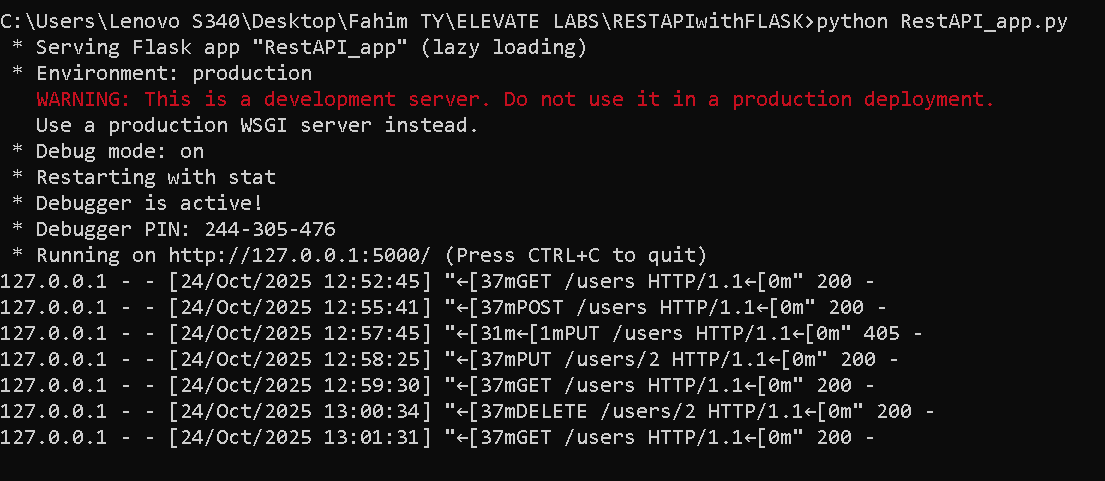 C:\Users\Lenovo S340\Desktop\Fahim TY\ELEVATE LABS\RESTAPIwithFLASK>python RestAPI_app.py
 * Serving Flask app "RestAPI_app" (lazy loading)
 * Environment: production
   WARNING: This is a development server. Do not use it in a production deployment.
   Use a production WSGI server instead.
 * Debug mode: on
 * Restarting with stat
 * Debugger is active!
 * Debugger PIN: 244-305-476
 * Running on http://127.0.0.1:5000/ (Press CTRL+C to quit)
127.0.0.1 - - [24/Oct/2025 12:52:45] "←[37mGET /users HTTP/1.1←[0m" 200 -
127.0.0.1 - - [24/Oct/2025 12:55:41] "←[37mPOST /users HTTP/1.1←[0m" 200 -
127.0.0.1 - - [24/Oct/2025 12:57:45] "←[31m←[1mPUT /users HTTP/1.1←[0m" 405 -
127.0.0.1 - - [24/Oct/2025 12:58:25] "←[37mPUT /users/2 HTTP/1.1←[0m" 200 -
127.0.0.1 - - [24/Oct/2025 12:59:30] "←[37mGET /users HTTP/1.1←[0m" 200 -
127.0.0.1 - - [24/Oct/2025 13:00:34] "←[37mDELETE /users/2 HTTP/1.1←[0m" 200 -
127.0.0.1 - - [24/Oct/2025 13:01:31] "←[37mGET /users HTTP/1.1←[0m" 200 -